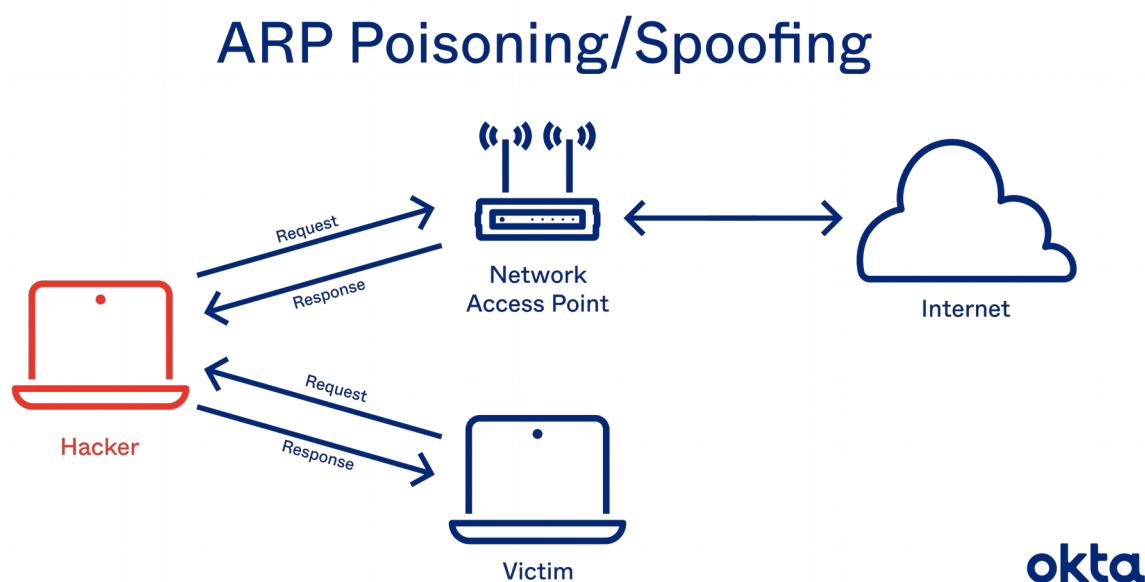 ARP Poisoning/Spoofing
Request
Response
Network
Access Point
Internet
Hacker
Request
Response
Victim
okta